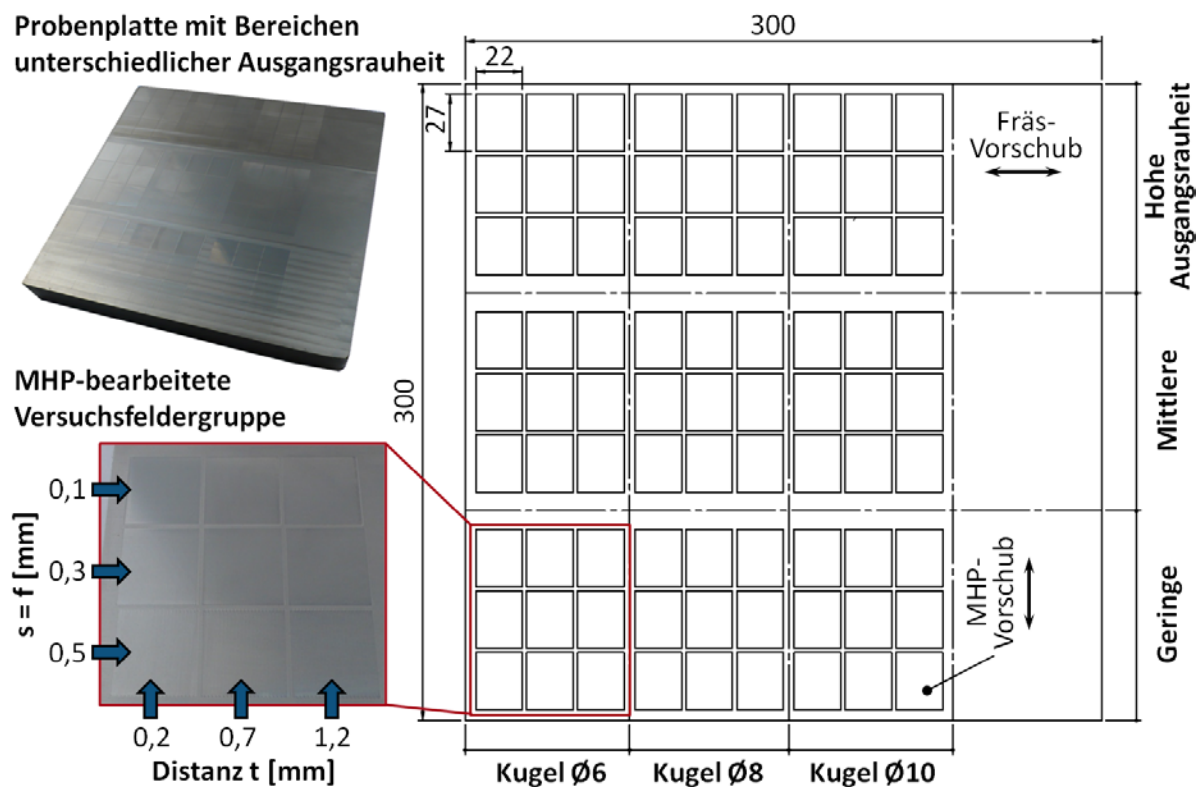 Probenplatte mit Bereichen
unterschiedlicher Ausgangsrauheit
MHP-bearbeitete
Versuchsfeldergruppe
0,1
0,3
0,5
s = f [mm]
0,2 0,7 1,2
Distanz t [mm]
300
22
27
300
Fräs-
Vorschub
MHP-
Vorschub
Hohe
Ausgangsrauheit
Mittlere
Geringe
Kugel Ø6 Kugel Ø8 Kugel Ø10